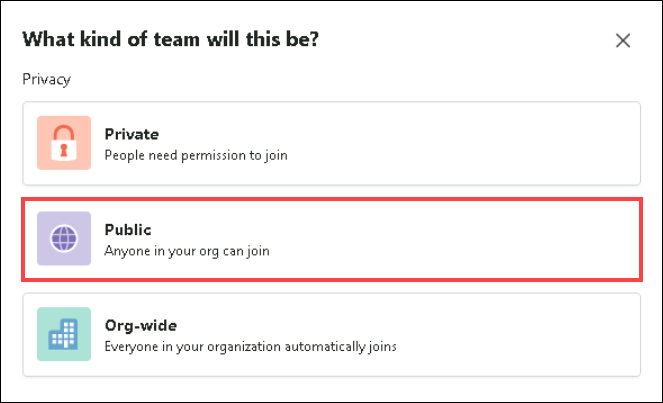 What kind of team will this be?
Privacy
Private
People need permission to join
Public
Anyone in your org can join
Org-wide
Everyone in your organization automatically joins